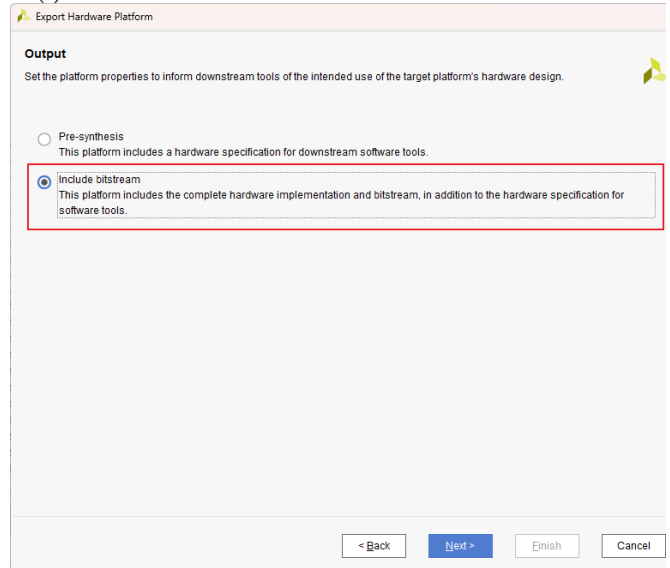 Export Hardware Platform
Output
Set the platform properties to inform downstream tools of the intended use of the target platform's hardware design.
Pre-synthesis
This platform includes a hardware specification for downstream software tools.
Include bitstream
This platform includes the complete hardware implementation and bitstream, in addition to the hardware specification for
software tools.
< Back Next > Finish Cancel